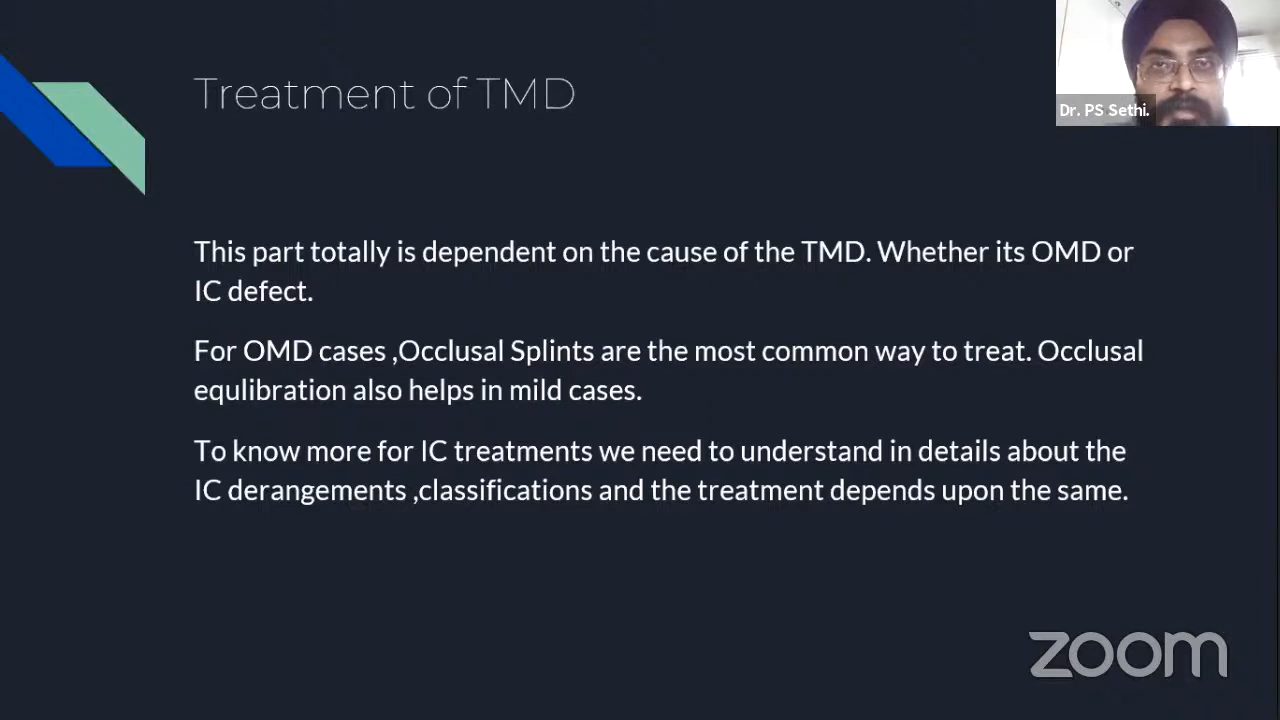 Treatment of TMD
Dr. PS Sethi.
This part totally is dependent on the cause of the TMD. Whether its OMD or
IC defect.
For OMD cases ,Occlusal Splints are the most common way to treat. Occlusal
equlibration also helps in mild cases.
To know more for IC treatments we need to understand in details about the
IC derangements ,classifications and the treatment depends upon the same.
zoom